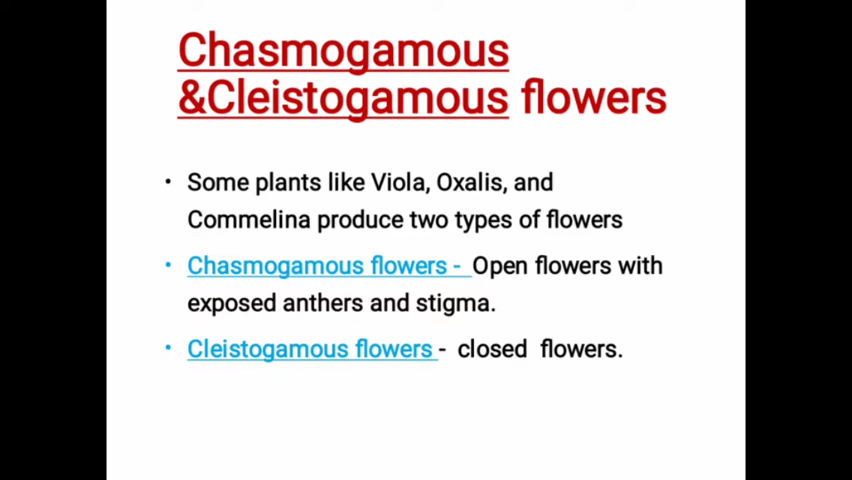 Chasmogamous
&Cleistogamous flowers
• Some plants like Viola, Oxalis, and
Commelina produce two types of flowers
• Chasmogamous flowers - Open flowers with
exposed anthers and stigma.
• Cleistogamous flowers - closed flowers.